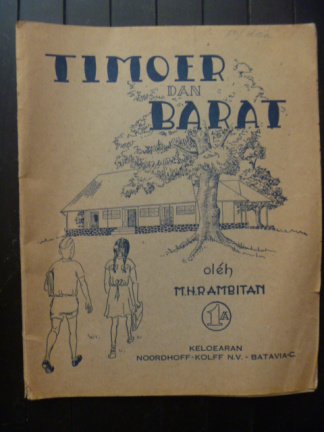 TIMOER
DAN
BARAT
oléh
M.H.RAMBITAN
1A
KELOEARAN
NOORDHOFF-KOLFF N.V. - BATAVIA-C.